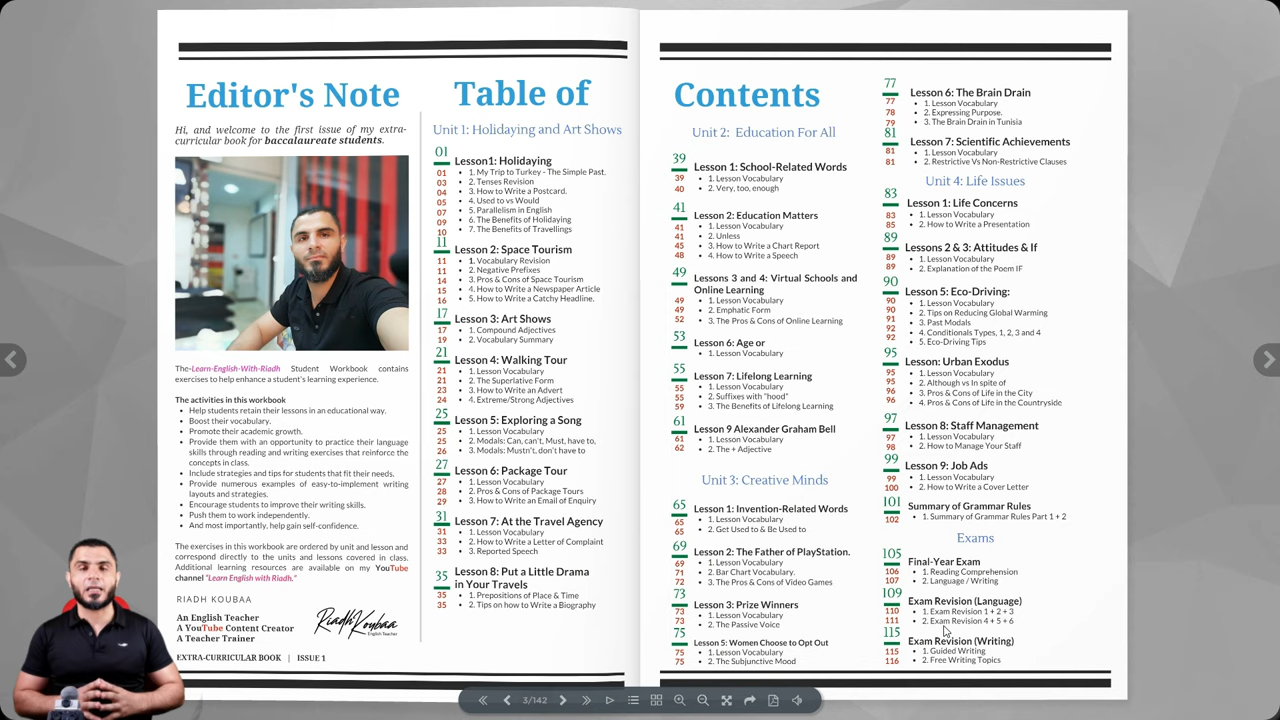 Editor's Note
Hi, and welcome to the first issue of my extra-
curricular book for baccalaureate students.
The-Learn-English-With-Riadh Student Workbook contains
exercises to help enhance a student's learning experience.
The activities in this workbook
• Help students retain their lessons in an educational way.
• Boost their vocabulary.
• Promote their academic growth.
• Provide them with an opportunity to practice their language
skills through reading and writing exercises that reinforce the
concepts in class.
• Include strategies and tips for students that fit their needs.
• Provide numerous examples of easy-to-implement writing
layouts and strategies.
• Encourage students to improve their writing skills.
• Push them to work independently.
• And most importantly, help gain self-confidence.
The exercises in this workbook are ordered by unit and lesson and
correspond directly to the units and lessons covered in class.
Additional learning resources are available on my YouTube
channel "Learn English with Riadh."
RIADH KOUBAA
An English Teacher
A YouTube Content Creator
A Teacher Trainer
Riadh Koubaa
English Teacher
EXTRA-CURRICULAR BOOK | ISSUE 1
Table of
Unit 1: Holidaying and Art Shows
01 Lesson1: Holidaying
01 • 1. My Trip to Turkey - The Simple Past.
03 • 2. Tenses Revision
04 • 3. How to Write a Postcard.
05 • 4. Used to vs Would
07 • 5. Parallelism in English
09 • 6. The Benefits of Holidaying
10 • 7. The Benefits of Travellings
11 Lesson 2: Space Tourism
11 • 1. Vocabulary Revision
11 • 2. Negative Prefixes
14 • 3. Pros & Cons of Space Tourism
15 • 4. How to Write a Newspaper Article
16 • 5. How to Write a Catchy Headline.
17 Lesson 3: Art Shows
17 • 1. Compound Adjectives
19 • 2. Vocabulary Summary
21 Lesson 4: Walking Tour
21 • 1. Lesson Vocabulary
21 • 2. The Superlative Form
23 • 3. How to Write an Advert
24 • 4. Extreme/Strong Adjectives
25 Lesson 5: Exploring a Song
25 • 1. Lesson Vocabulary
25 • 2. Modals: Can, can't, Must, have to,
26 • 3. Modals: Mustn't, don't have to
27 Lesson 6: Package Tour
27 • 1. Lesson Vocabulary
28 • 2. Pros & Cons of Package Tours
29 • 3. How to Write an Email of Enquiry
31 Lesson 7: At the Travel Agency
31 • 1. Lesson Vocabulary
33 • 2. How to Write a Letter of Complaint
33 • 3. Reported Speech
35 Lesson 8: Put a Little Drama
in Your Travels
35 • 1. Prepositions of Place & Time
35 • 2. Tips on how to Write a Biography
Contents
Unit 2: Education For All
39 Lesson 1: School-Related Words
39 • 1. Lesson Vocabulary
40 • 2. Very, too, enough
41 Lesson 2: Education Matters
41 • 1. Lesson Vocabulary
41 • 2. Unless
45 • 3. How to Write a Chart Report
48 • 4. How to Write a Speech
49 Lessons 3 and 4: Virtual Schools and
Online Learning
49 • 1. Lesson Vocabulary
49 • 2. Emphatic Form
52 • 3. The Pros & Cons of Online Learning
53 Lesson 6: Age or
• 1. Lesson Vocabulary
55 Lesson 7: Lifelong Learning
55 • 1. Lesson Vocabulary
55 • 2. Suffixes with "hood"
59 • 3. The Benefits of Lifelong Learning
61 Lesson 9 Alexander Graham Bell
61 • 1. Lesson Vocabulary
62 • 2. The + Adjective
Unit 3: Creative Minds
65 Lesson 1: Invention-Related Words
65 • 1. Lesson Vocabulary
65 • 2. Get Used to & Be Used to
69 Lesson 2: The Father of PlayStation.
69 • 1. Lesson Vocabulary
71 • 2. Bar Chart Vocabulary.
72 • 3. The Pros & Cons of Video Games
73 Lesson 3: Prize Winners
73 • 1. Lesson Vocabulary
73 • 2. The Passive Voice
75 Lesson 5: Women Choose to Opt Out
75 • 1. Lesson Vocabulary
75 • 2. The Subjunctive Mood
77 Lesson 6: The Brain Drain
77 • 1. Lesson Vocabulary
78 • 2. Expressing Purpose.
79 • 3. The Brain Drain in Tunisia
81 Lesson 7: Scientific Achievements
81 • 1. Lesson Vocabulary
81 • 2. Restrictive Vs Non-Restrictive Clauses
Unit 4: Life Issues
83 Lesson 1: Life Concerns
83 • 1. Lesson Vocabulary
85 • 2. How to Write a Presentation
89 Lessons 2 & 3: Attitudes & If
89 • 1. Lesson Vocabulary
89 • 2. Explanation of the Poem IF
90 Lesson 5: Eco-Driving:
90 • 1. Lesson Vocabulary
90 • 2. Tips on Reducing Global Warming
91 • 3. Past Modals
92 • 4. Conditionals Types, 1, 2, 3 and 4
92 • 5. Eco-Driving Tips
95 Lesson: Urban Exodus
95 • 1. Lesson Vocabulary
95 • 2. Although vs In spite of
96 • 3. Pros & Cons of Life in the City
96 • 4. Pros & Cons of Life in the Countryside
97 Lesson 8: Staff Management
97 • 1. Lesson Vocabulary
98 • 2. How to Manage Your Staff
99 Lesson 9: Job Ads
99 • 1. Lesson Vocabulary
100 • 2. How to Write a Cover Letter
101 Summary of Grammar Rules
102 • 1. Summary of Grammar Rules Part 1 + 2
Exams
105 Final-Year Exam
106 • 1. Reading Comprehension
107 • 2. Language / Writing
109 Exam Revision (Language)
110 • 1. Exam Revision 1 + 2 + 3
111 • 2. Exam Revision 4 + 5 + 6
115 Exam Revision (Writing)
115 • 1. Guided Writing
116 • 2. Free Writing Topics
3/142